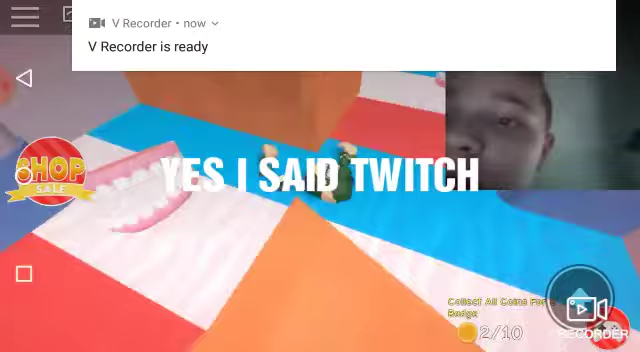 V Recorder • now
V Recorder is ready
SHOP
SALE
YES I SAID TWITCH
Collect All Coins For
Badge
2/10
RECORDER